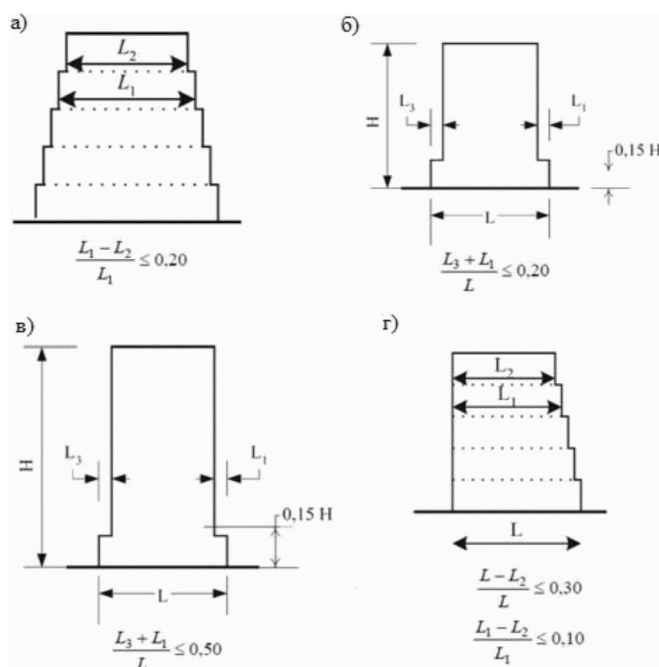 а)
L₂
L₁
(L₁ − L₂)/L₁ ≤ 0,20
б)
H
L₃
L₁
0,15 H
L
(L₃ + L₁)/L ≤ 0,20
в)
H
L₃
L₁
0,15 H
L
(L₃ + L₁)/L ≤ 0,50
г)
L₂
L₁
L
(L − L₂)/L ≤ 0,30
(L₁ − L₂)/L₁ ≤ 0,10